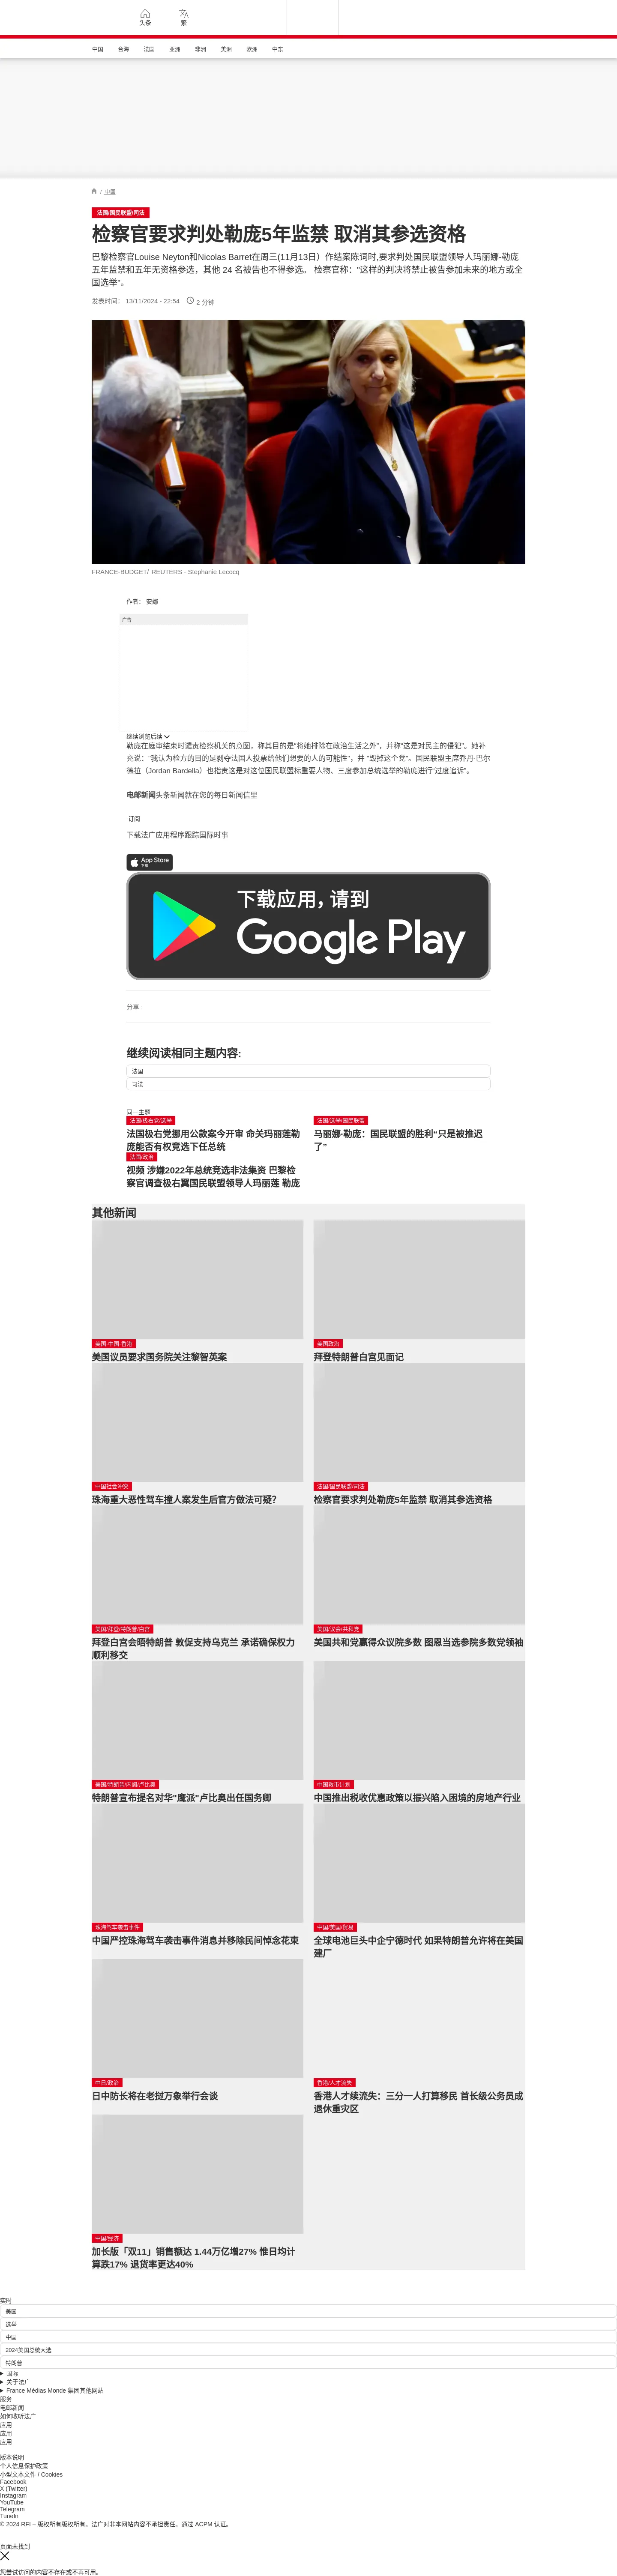 头条
繁
中国
台海
法国
亚洲
非洲
美洲
欧洲
中东
/ 中国
法国/国民联盟/司法
检察官要求判处勒庞5年监禁 取消其参选资格
巴黎检察官Louise Neyton和Nicolas Barret在周三(11月13日）作结案陈词时,要求判处国民联盟领导人玛丽娜-勒庞
五年监禁和五年无资格参选，其他 24 名被告也不得参选。 检察官称："这样的判决将禁止被告参加未来的地方或全
国选举"。
发表时间： 13/11/2024 - 22:54
2 分钟
FRANCE-BUDGET/ REUTERS - Stephanie Lecocq
作者： 安娜
广告
继续浏览后续
勒庞在庭审结束时谴责检察机关的意图，称其目的是"将她排除在政治生活之外"，并称"这是对民主的侵犯"。她补
充说："我认为检方的目的是剥夺法国人投票给他们想要的人的可能性"，并 "毁掉这个党"。国民联盟主席乔丹·巴尔
德拉（Jordan Bardella）也指责这是对这位国民联盟标重要人物、三度参加总统选举的勒庞进行"过度追诉"。
电邮新闻头条新闻就在您的每日新闻信里
订阅
下载法广应用程序跟踪国际时事
App Store
下载
下载应用，请到
Google Play
分享 :
继续阅读相同主题内容:
法国
司法
同一主题
法国/极右党/选举
法国极右党挪用公款案今开审 命关玛丽莲勒
庞能否有权竞选下任总统
法国/选举/国民联盟
马丽娜·勒庞：国民联盟的胜利"只是被推迟
了"
法国/政治
视频 涉嫌2022年总统竞选非法集资 巴黎检
察官调查极右翼国民联盟领导人玛丽莲 勒庞
其他新闻
美国-中国-香港
美国议员要求国务院关注黎智英案
美国政治
拜登特朗普白宫见面记
中国社会冲突
珠海重大恶性驾车撞人案发生后官方做法可疑？
法国/国民联盟/司法
检察官要求判处勒庞5年监禁 取消其参选资格
美国/拜登/特朗普/白宫
拜登白宫会晤特朗普 敦促支持乌克兰 承诺确保权力
顺利移交
美国/议会/共和党
美国共和党赢得众议院多数 图恩当选参院多数党领袖
美国/特朗普/内阁/卢比奥
特朗普宣布提名对华"鹰派"卢比奥出任国务卿
中国救市计划
中国推出税收优惠政策以振兴陷入困境的房地产行业
珠海驾车袭击事件
中国严控珠海驾车袭击事件消息并移除民间悼念花束
中国/美国/贸易
全球电池巨头中企宁德时代 如果特朗普允许将在美国
建厂
中日/政治
日中防长将在老挝万象举行会谈
香港/人才流失
香港人才续流失：三分一人打算移民 首长级公务员成
退休重灾区
中国/经济
加长版「双11」销售额达 1.44万亿增27% 惟日均计
算跌17% 退货率更达40%
实时
美国
选举
中国
2024美国总统大选
特朗普
国际
关于法广
France Médias Monde 集团其他网站
服务
电邮新闻
如何收听法广
应用
应用
应用
版本说明
个人信息保护政策
小型文本文件 / Cookies
Facebook
X (Twitter)
Instagram
YouTube
Telegram
TuneIn
© 2024 RFI – 版权所有版权所有。法广对非本网站内容不承担责任。通过 ACPM 认证。
页面未找到
您尝试访问的内容不存在或不再可用。